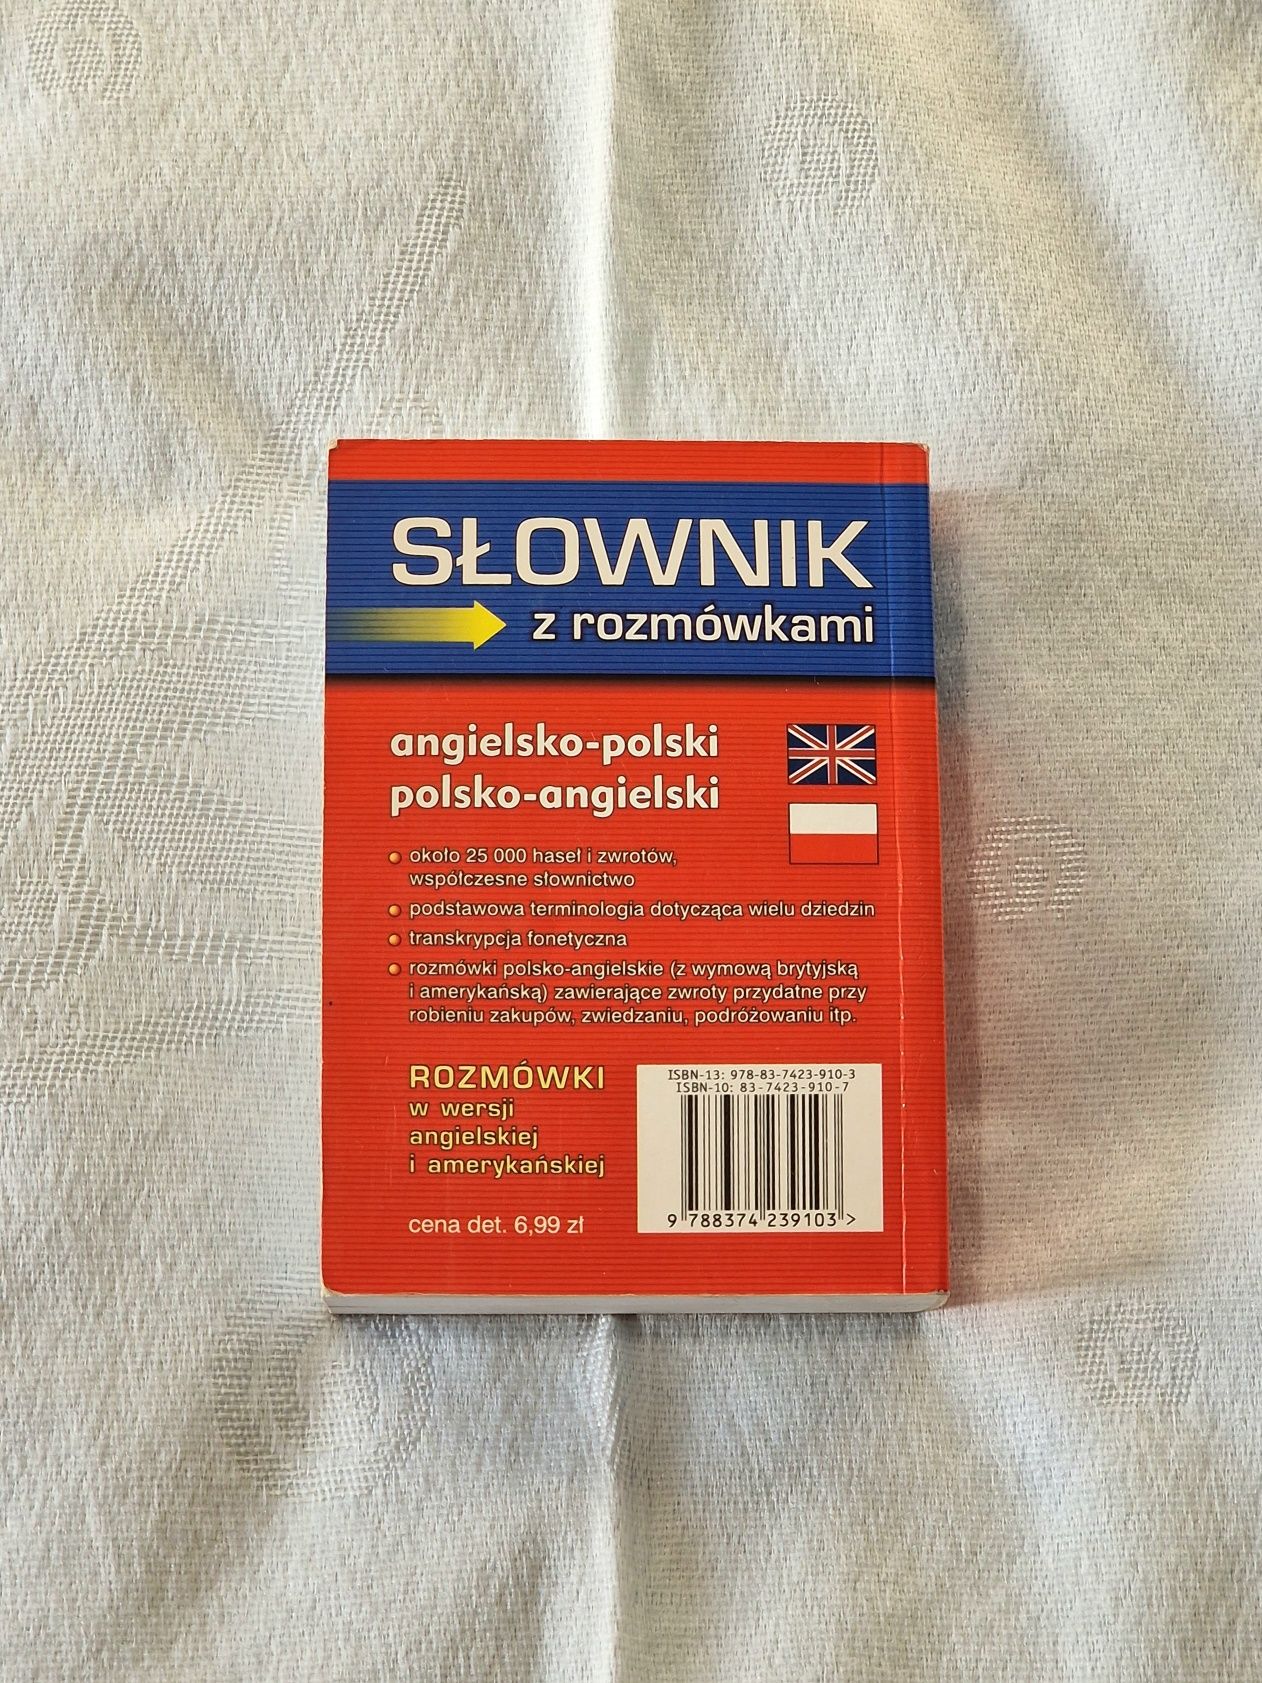 SŁOWNIK
z rozmówkami
angielsko-polski
polsko-angielski
około 25 000 haseł i zwrotów,
współczesne słownictwo
podstawowa terminologia dotycząca wielu dziedzin
transkrypcja fonetyczna
rozmówki polsko-angielskie (z wymową brytyjską
i amerykańską) zawierające zwroty przydatne przy
robieniu zakupów, zwiedzaniu, podróżowaniu itp.
ROZMÓWKI
w wersji
angielskiej
i amerykańskiej
cena det. 6,99 zł
ISBN-13: 978-83-7423-910-3
ISBN-10: 83-7423-910-7
9 788374 239103 >